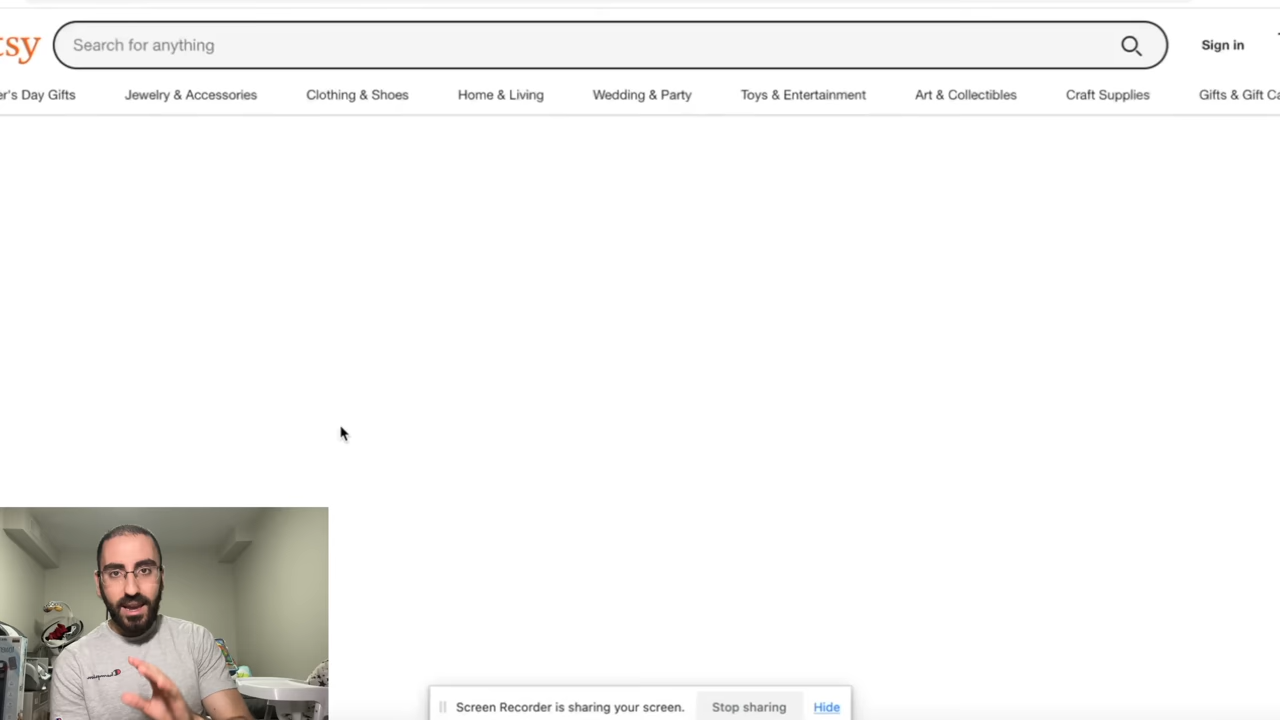 tsy
Search for anything
Sign in
er's Day Gifts
Jewelry & Accessories
Clothing & Shoes
Home & Living
Wedding & Party
Toys & Entertainment
Art & Collectibles
Craft Supplies
Gifts & Gift Ca
Screen Recorder is sharing your screen.
Stop sharing
Hide